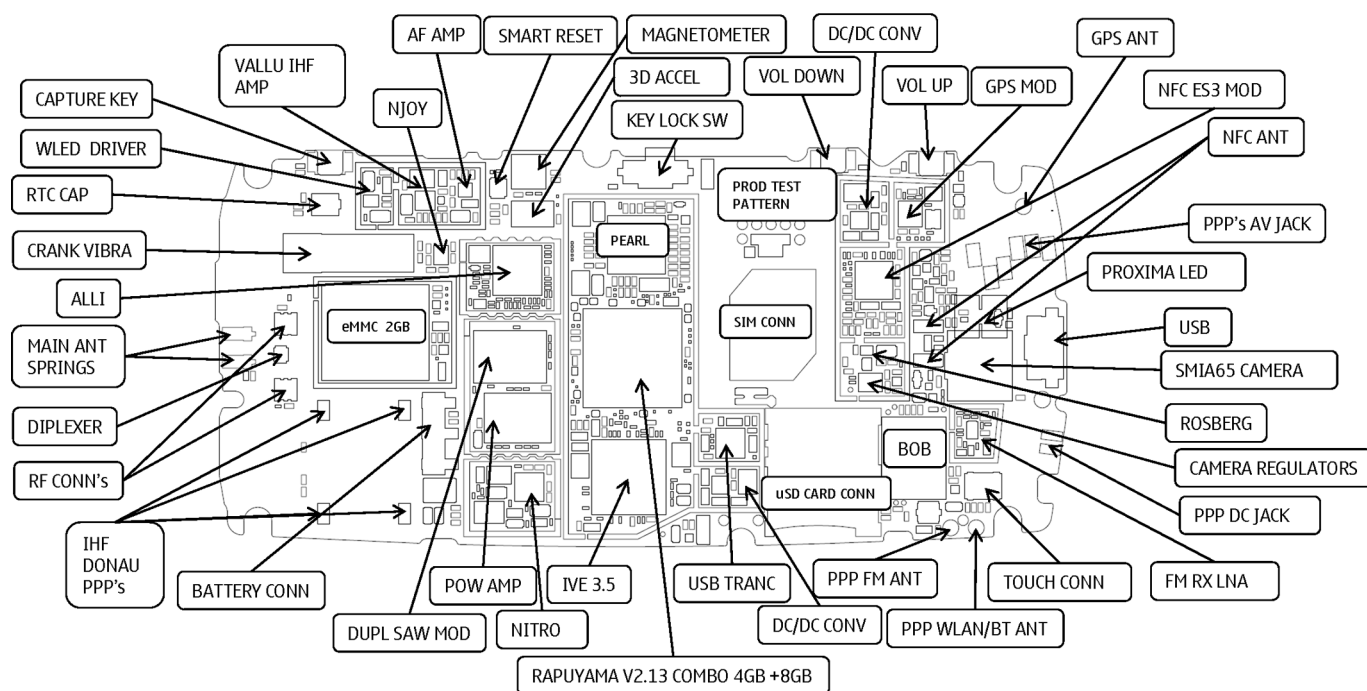 AF AMP
SMART RESET
MAGNETOMETER
DC/DC CONV
GPS ANT
VALLU IHF
AMP
3D ACCEL
VOL DOWN
VOL UP
GPS MOD
NFC ES3 MOD
CAPTURE KEY
NJOY
KEY LOCK SW
NFC ANT
WLED DRIVER
RTC CAP
PROD TEST
PATTERN
CRANK VIBRA
PEARL
PPP's AV JACK
ALLI
PROXIMA LED
eMMC 2GB
SIM CONN
USB
MAIN ANT
SPRINGS
SMIA65 CAMERA
DIPLEXER
ROSBERG
RF CONN's
BOB
CAMERA REGULATORS
uSD CARD CONN
PPP DC JACK
IHF
DONAU
PPP's
BATTERY CONN
POW AMP
IVE 3.5
USB TRANC
PPP FM ANT
TOUCH CONN
FM RX LNA
DUPL SAW MOD
NITRO
DC/DC CONV
PPP WLAN/BT ANT
RAPUYAMA V2.13 COMBO 4GB +8GB